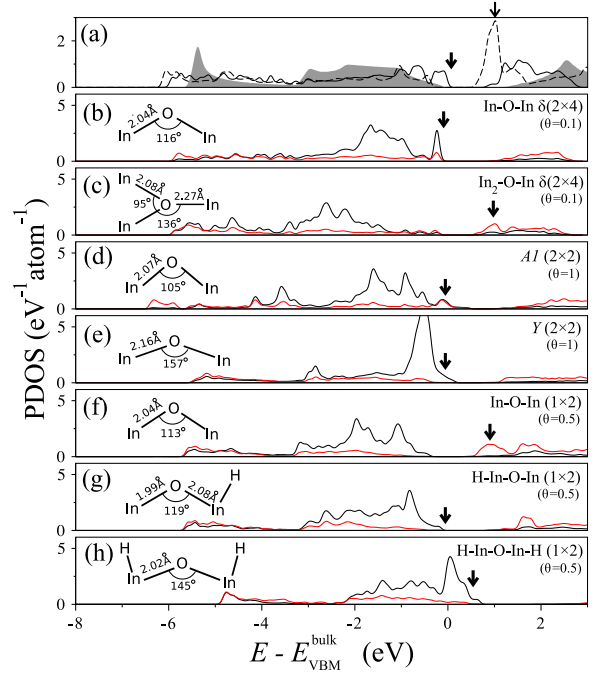 (a)
2
0
(b)
2.04Å
O
In In
116°
In-O-In δ(2×4)
(θ=0.1)
5
0
(c)
In
2.08Å
2.27Å
95° O In
In
136°
In₂-O-In δ(2×4)
(θ=0.1)
5
0
(d)
2.07Å
O
In In
105°
A1 (2×2)
(θ=1)
5
0
(e)
2.16Å
O
In In
157°
Y (2×2)
(θ=1)
5
0
(f)
2.04Å
O
In In
113°
In-O-In (1×2)
(θ=0.5)
5
0
(g)
H
1.99Å
O
2.08Å
In In
119°
H-In-O-In (1×2)
(θ=0.5)
5
0
(h)
H H
2.02Å
O
In In
145°
H-In-O-In-H (1×2)
(θ=0.5)
5
0
PDOS (eV⁻¹atom⁻¹)
-8 -6 -4 -2 0 2
E - E_VBM^bulk (eV)